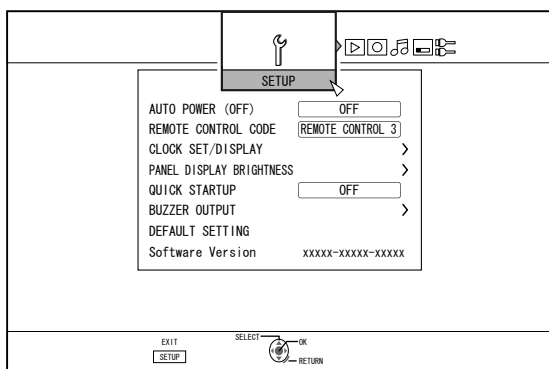 SETUP
AUTO POWER (OFF) OFF
REMOTE CONTROL CODE REMOTE CONTROL 3
CLOCK SET/DISPLAY
PANEL DISPLAY BRIGHTNESS
QUICK STARTUP OFF
BUZZER OUTPUT
DEFAULT SETTING
Software Version xxxxx-xxxxx-xxxxx
EXIT
SETUP
SELECT
OK
RETURN